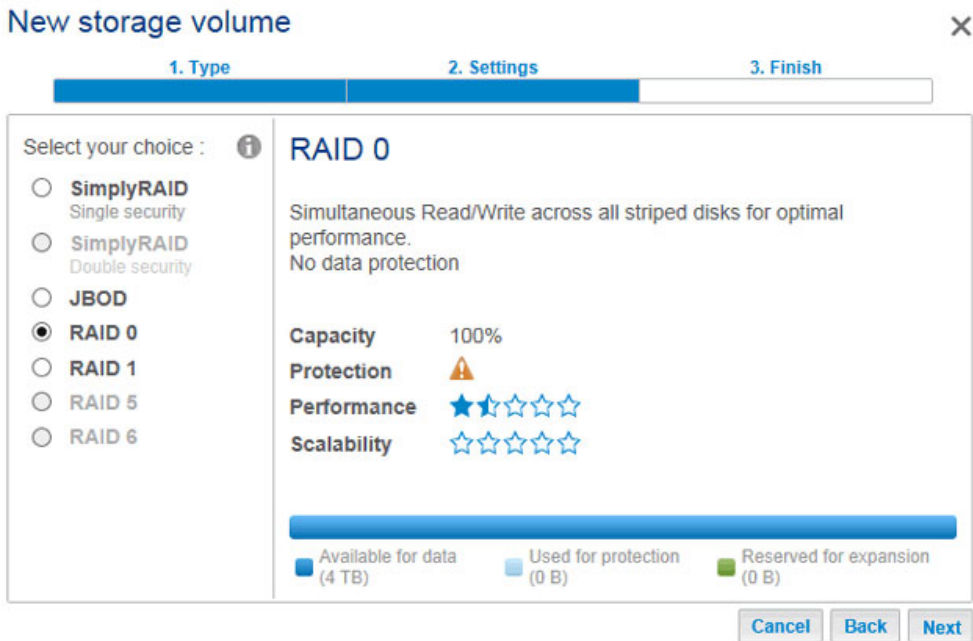 New storage volume
1. Type
2. Settings
3. Finish
Select your choice :
SimplyRAID
Single security
SimplyRAID
Double security
JBOD
RAID 0
RAID 1
RAID 5
RAID 6
RAID 0
Simultaneous Read/Write across all striped disks for optimal
performance.
No data protection
Capacity 100%
Protection
Performance
Scalability
Available for data
(4 TB)
Used for protection
(0 B)
Reserved for expansion
(0 B)
Cancel
Back
Next